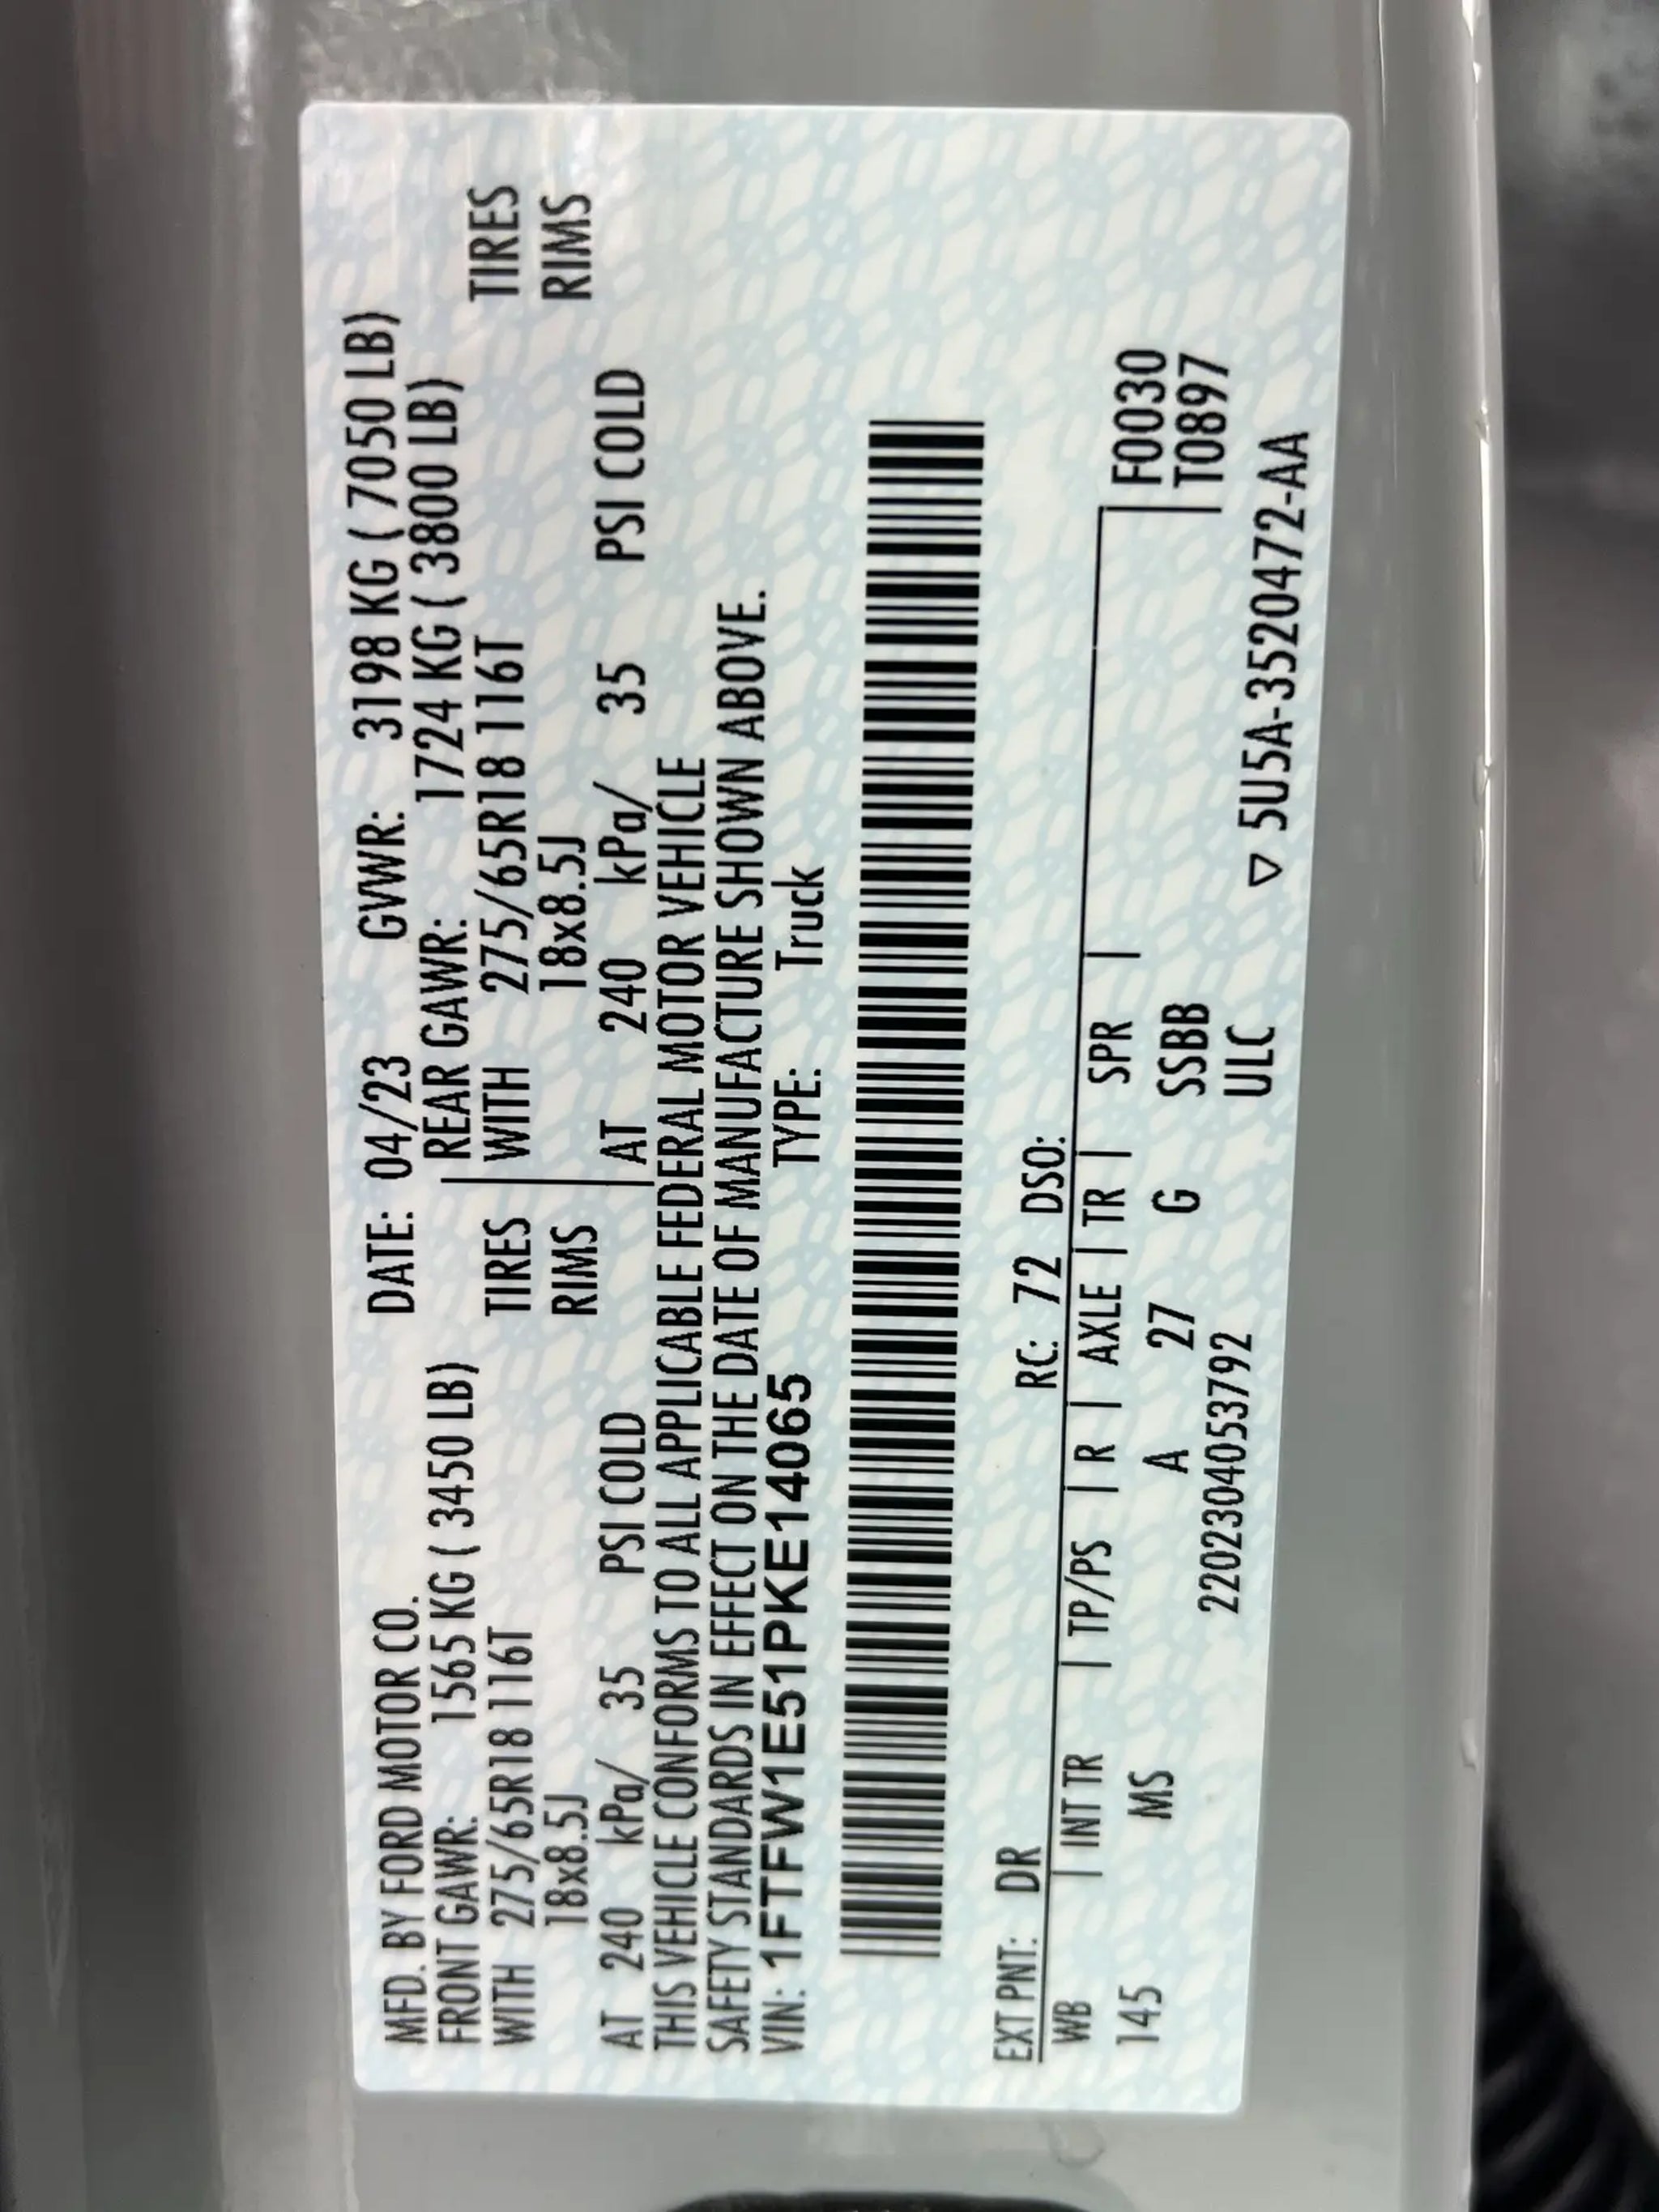 MFD. BY FORD MOTOR CO. DATE: 04/23 GVWR: 3198 KG ( 7050 LB)
FRONT GAWR: 1565 KG ( 3450 LB) REAR GAWR: 1724 KG ( 3800 LB)
WITH 275/65R18 116T TIRES WITH 275/65R18 116T TIRES
18x8.5J RIMS 18x8.5J RIMS
AT 240 kPa/ 35 PSI COLD AT 240 kPa/ 35 PSI COLD
THIS VEHICLE CONFORMS TO ALL APPLICABLE FEDERAL MOTOR VEHICLE
SAFETY STANDARDS IN EFFECT ON THE DATE OF MANUFACTURE SHOWN ABOVE.
VIN: 1FTFW1E51PKE14065 TYPE: Truck
EXT PNT: DR RC: 72 DSO:
WB | INT TR | TP/PS | R | AXLE | TR | SPR | F0030
145 MS A 27 G SSBB T0897
2202304053792 ULC ▽ 5U5A-3520472-AA